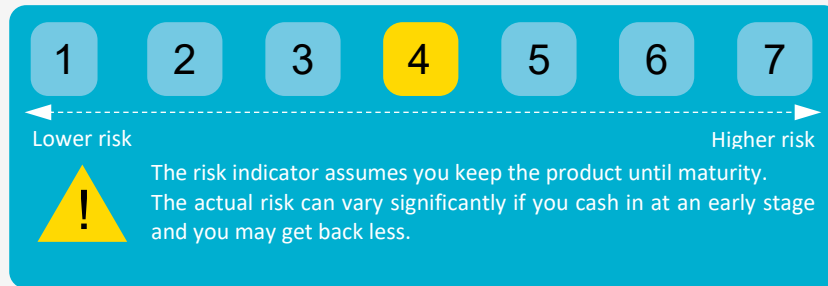 1 2 3 4 5 6 7
Lower risk Higher risk
The risk indicator assumes you keep the product until maturity.
! The actual risk can vary significantly if you cash in at an early stage
and you may get back less.